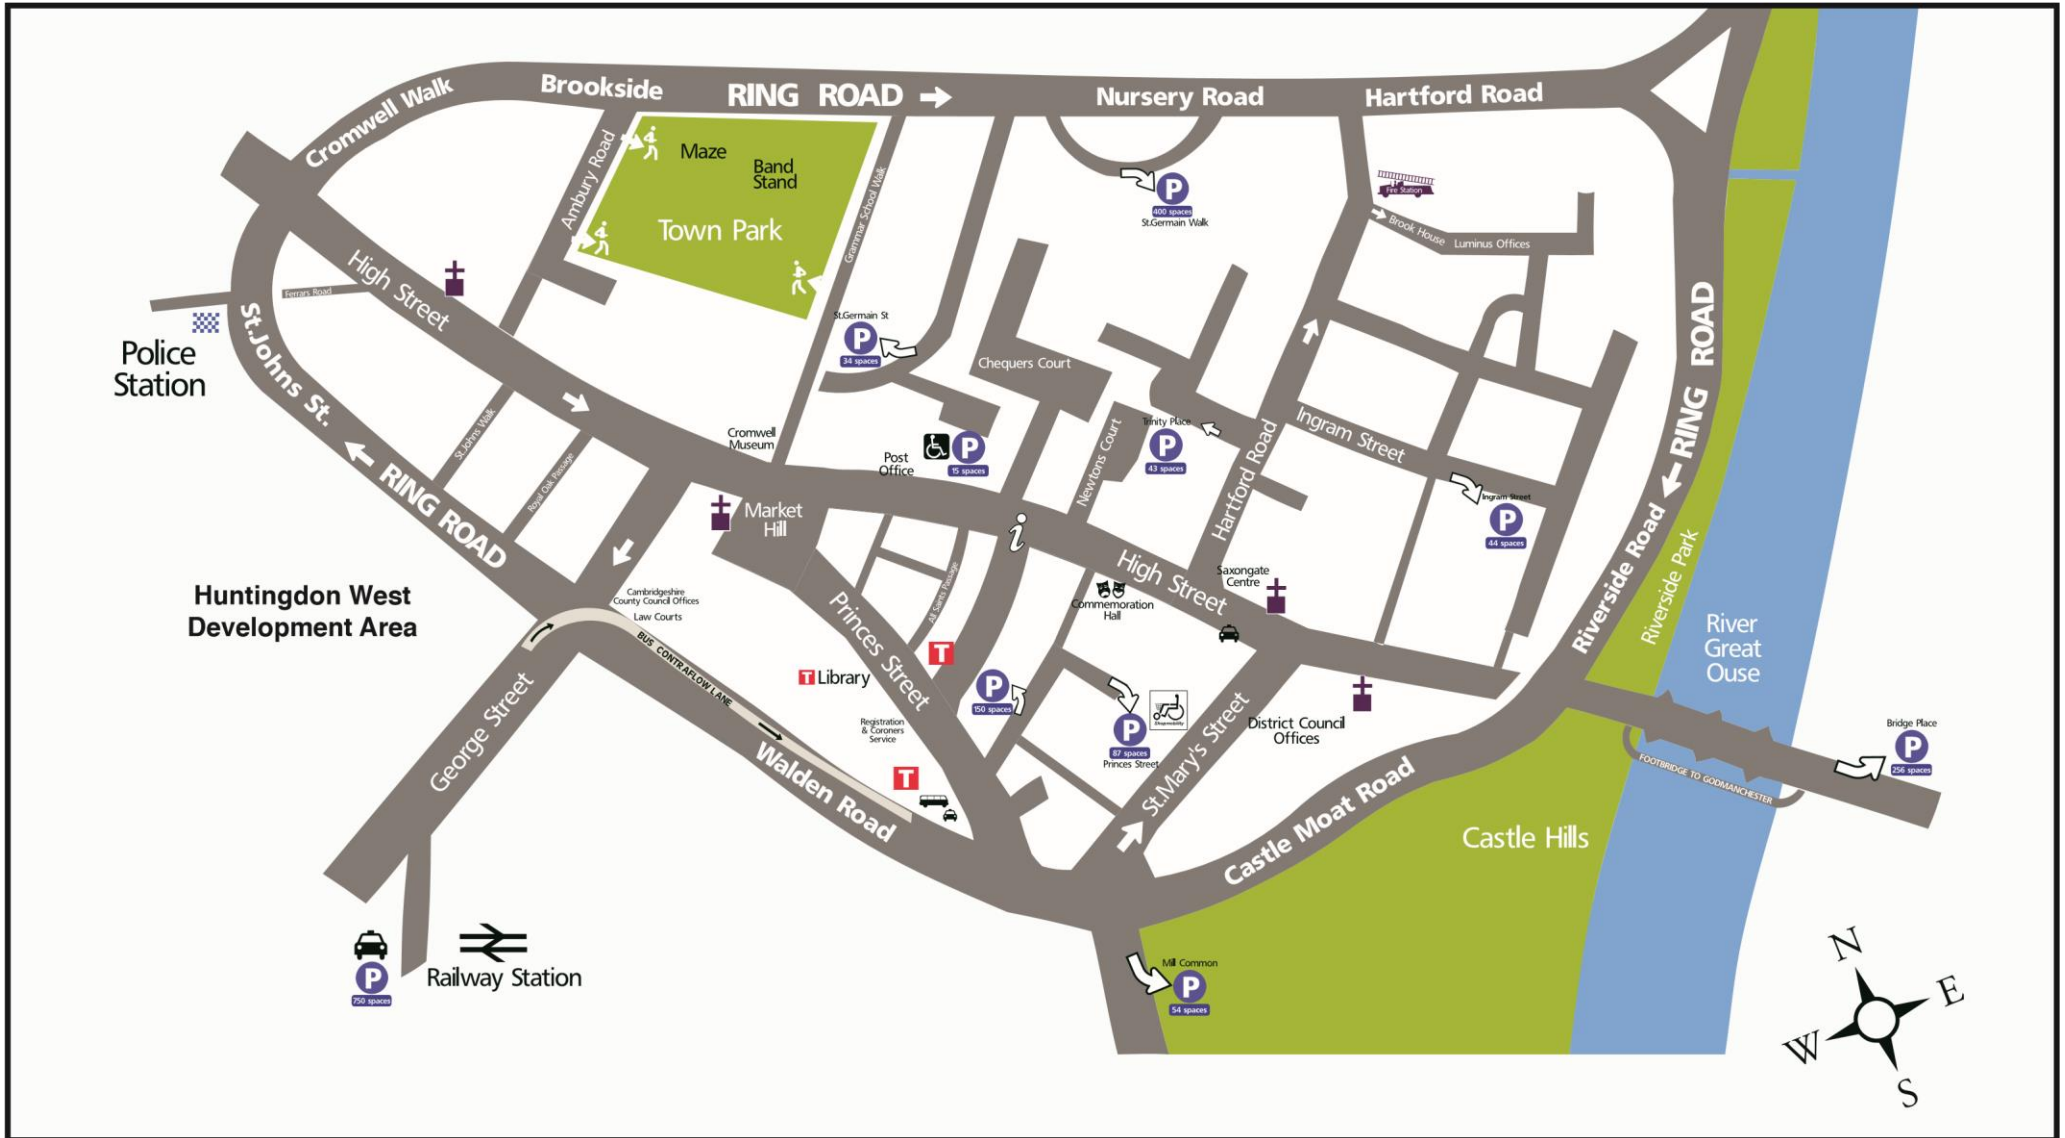 Cromwell Walk
Brookside
RING ROAD
Nursery Road
Hartford Road
Ambury Road
Maze
Band
Stand
Town Park
Grammar School Walk
P
400 spaces
St.Germain Walk
Fire Station
Brook House
Luminus Offices
High Street
Ferrars Road
St.Johns St.
Police
Station
St.Germain St
P
34 spaces
Chequers Court
RING ROAD
St.Johns Walk
Royal Oak Passage
RING ROAD
Cromwell
Museum
Post
Office
P
15 spaces
Newtons Court
Trinity Place
P
43 spaces
Hartford Road
Ingram Street
Ingram Street
P
44 spaces
Market
Hill
i
High Street
Saxongate
Centre
Commemoration
Hall
Riverside Road
Riverside Park
River
Great
Ouse
Huntingdon West
Development Area
Cambridgeshire
County Council Offices
Law Courts
BUS CONTRAFLOW LANE
Princes Street
All Saints Passage
T
T Library
Registration
& Coroners
Service
T
P
150 spaces
P
87 spaces
Princes Street
Shopmobility
St.Mary's Street
District Council
Offices
Bridge Place
P
256 spaces
FOOTBRIDGE TO GODMANCHESTER
George Street
Walden Road
Castle Moat Road
Castle Hills
P
750 spaces
Railway Station
Mill Common
P
54 spaces
N
E
W
S